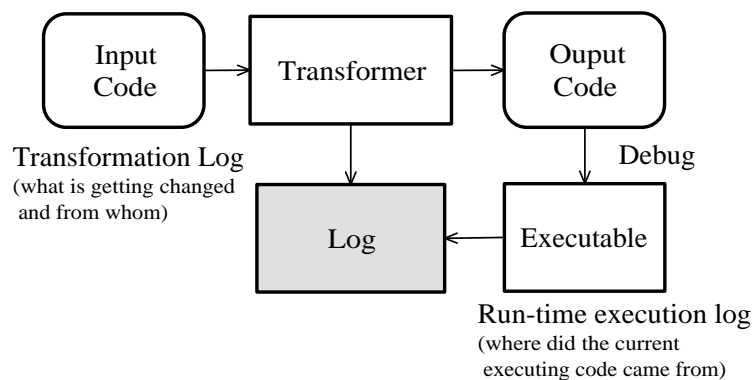 Input
Code
Transformer
Ouput
Code
Transformation Log
(what is getting changed
and from whom)
Debug
Log
Executable
Run-time execution log
(where did the current
executing code came from)